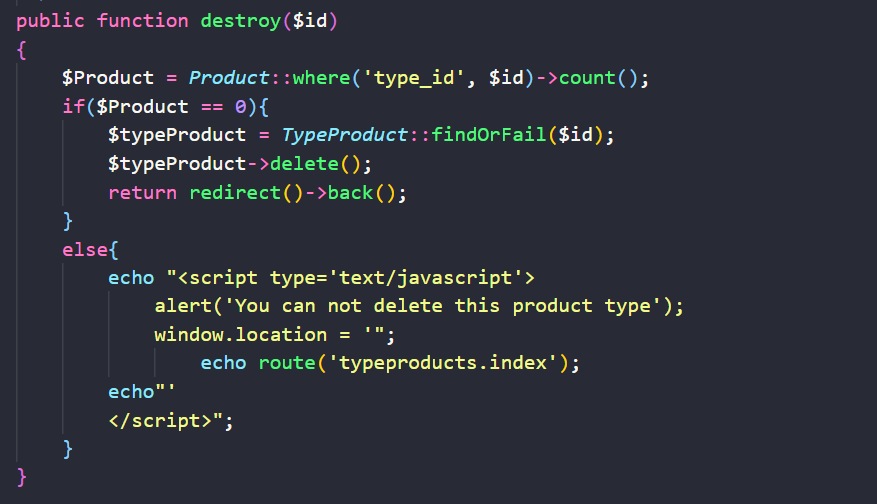 public function destroy($id)
{
    $Product = Product::where('type_id', $id)->count();
    if($Product == 0){
        $typeProduct = TypeProduct::findOrFail($id);
        $typeProduct->delete();
        return redirect()->back();
    }
    else{
        echo "<script type='text/javascript'>
            alert('You can not delete this product type');
            window.location = '";
                echo route('typeproducts.index');
        echo"'
        </script>";
    }
}